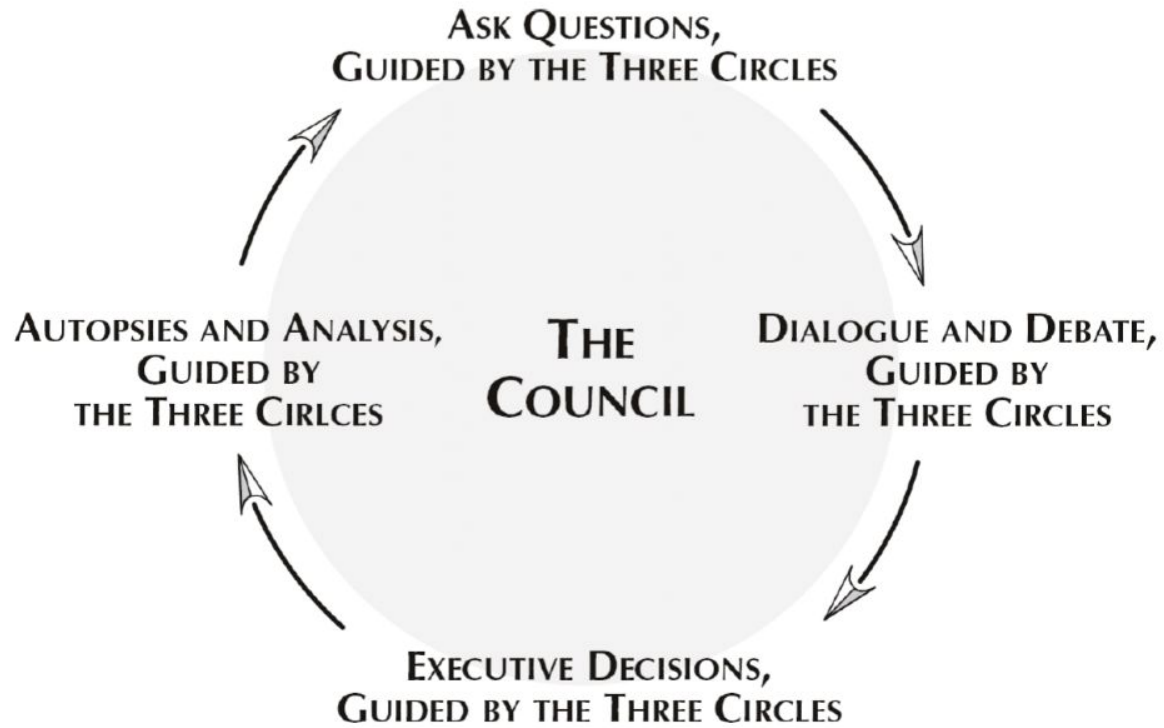 ASK QUESTIONS,
GUIDED BY THE THREE CIRCLES
DIALOGUE AND DEBATE,
GUIDED BY
THE THREE CIRCLES
EXECUTIVE DECISIONS,
GUIDED BY THE THREE CIRCLES
AUTOPSIES AND ANALYSIS,
GUIDED BY
THE THREE CIRLCES
THE
COUNCIL